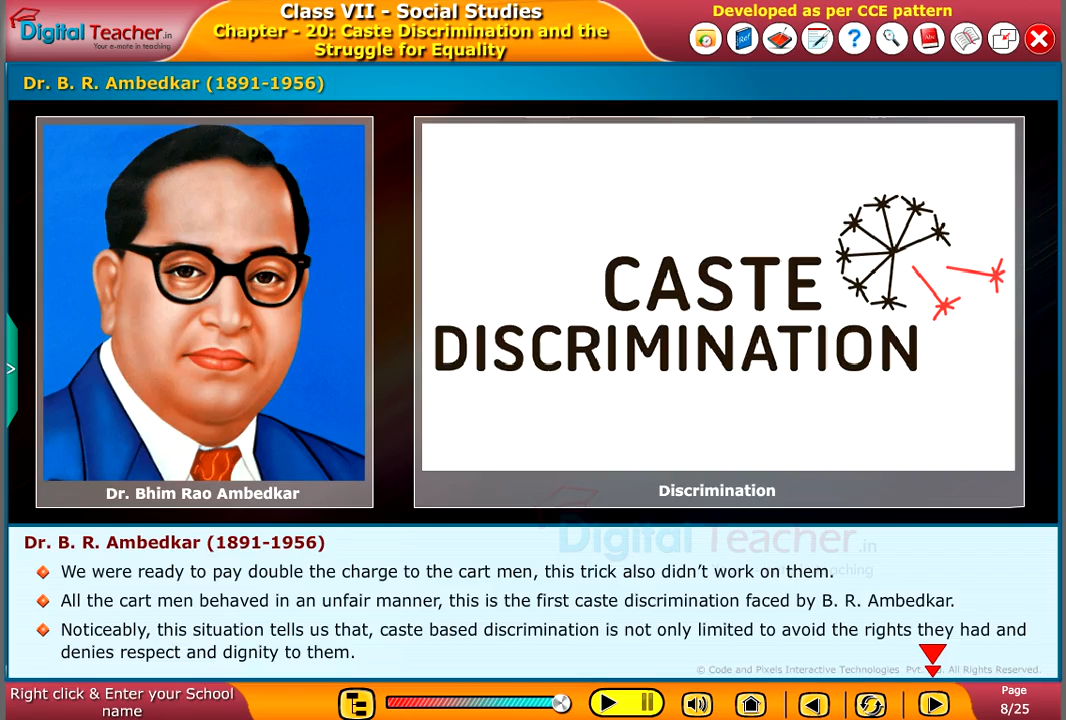 Digital Teacher.in
Your e-mate in teaching
Class VII - Social Studies
Chapter - 20: Caste Discrimination and the
Struggle for Equality
Developed as per CCE pattern
Ref
Abc
Dr. B. R. Ambedkar (1891-1956)
CASTE
DISCRIMINATION
Dr. Bhim Rao Ambedkar
Discrimination
Digital Teacher.in
Dr. B. R. Ambedkar (1891-1956)
We were ready to pay double the charge to the cart men, this trick also didn't work on them.
All the cart men behaved in an unfair manner, this is the first caste discrimination faced by B. R. Ambedkar.
Noticeably, this situation tells us that, caste based discrimination is not only limited to avoid the rights they had and
denies respect and dignity to them.
© Code and Pixels Interactive Technologies Pvt. All Rights Reserved.
Right click & Enter your School
name
Page
8/25